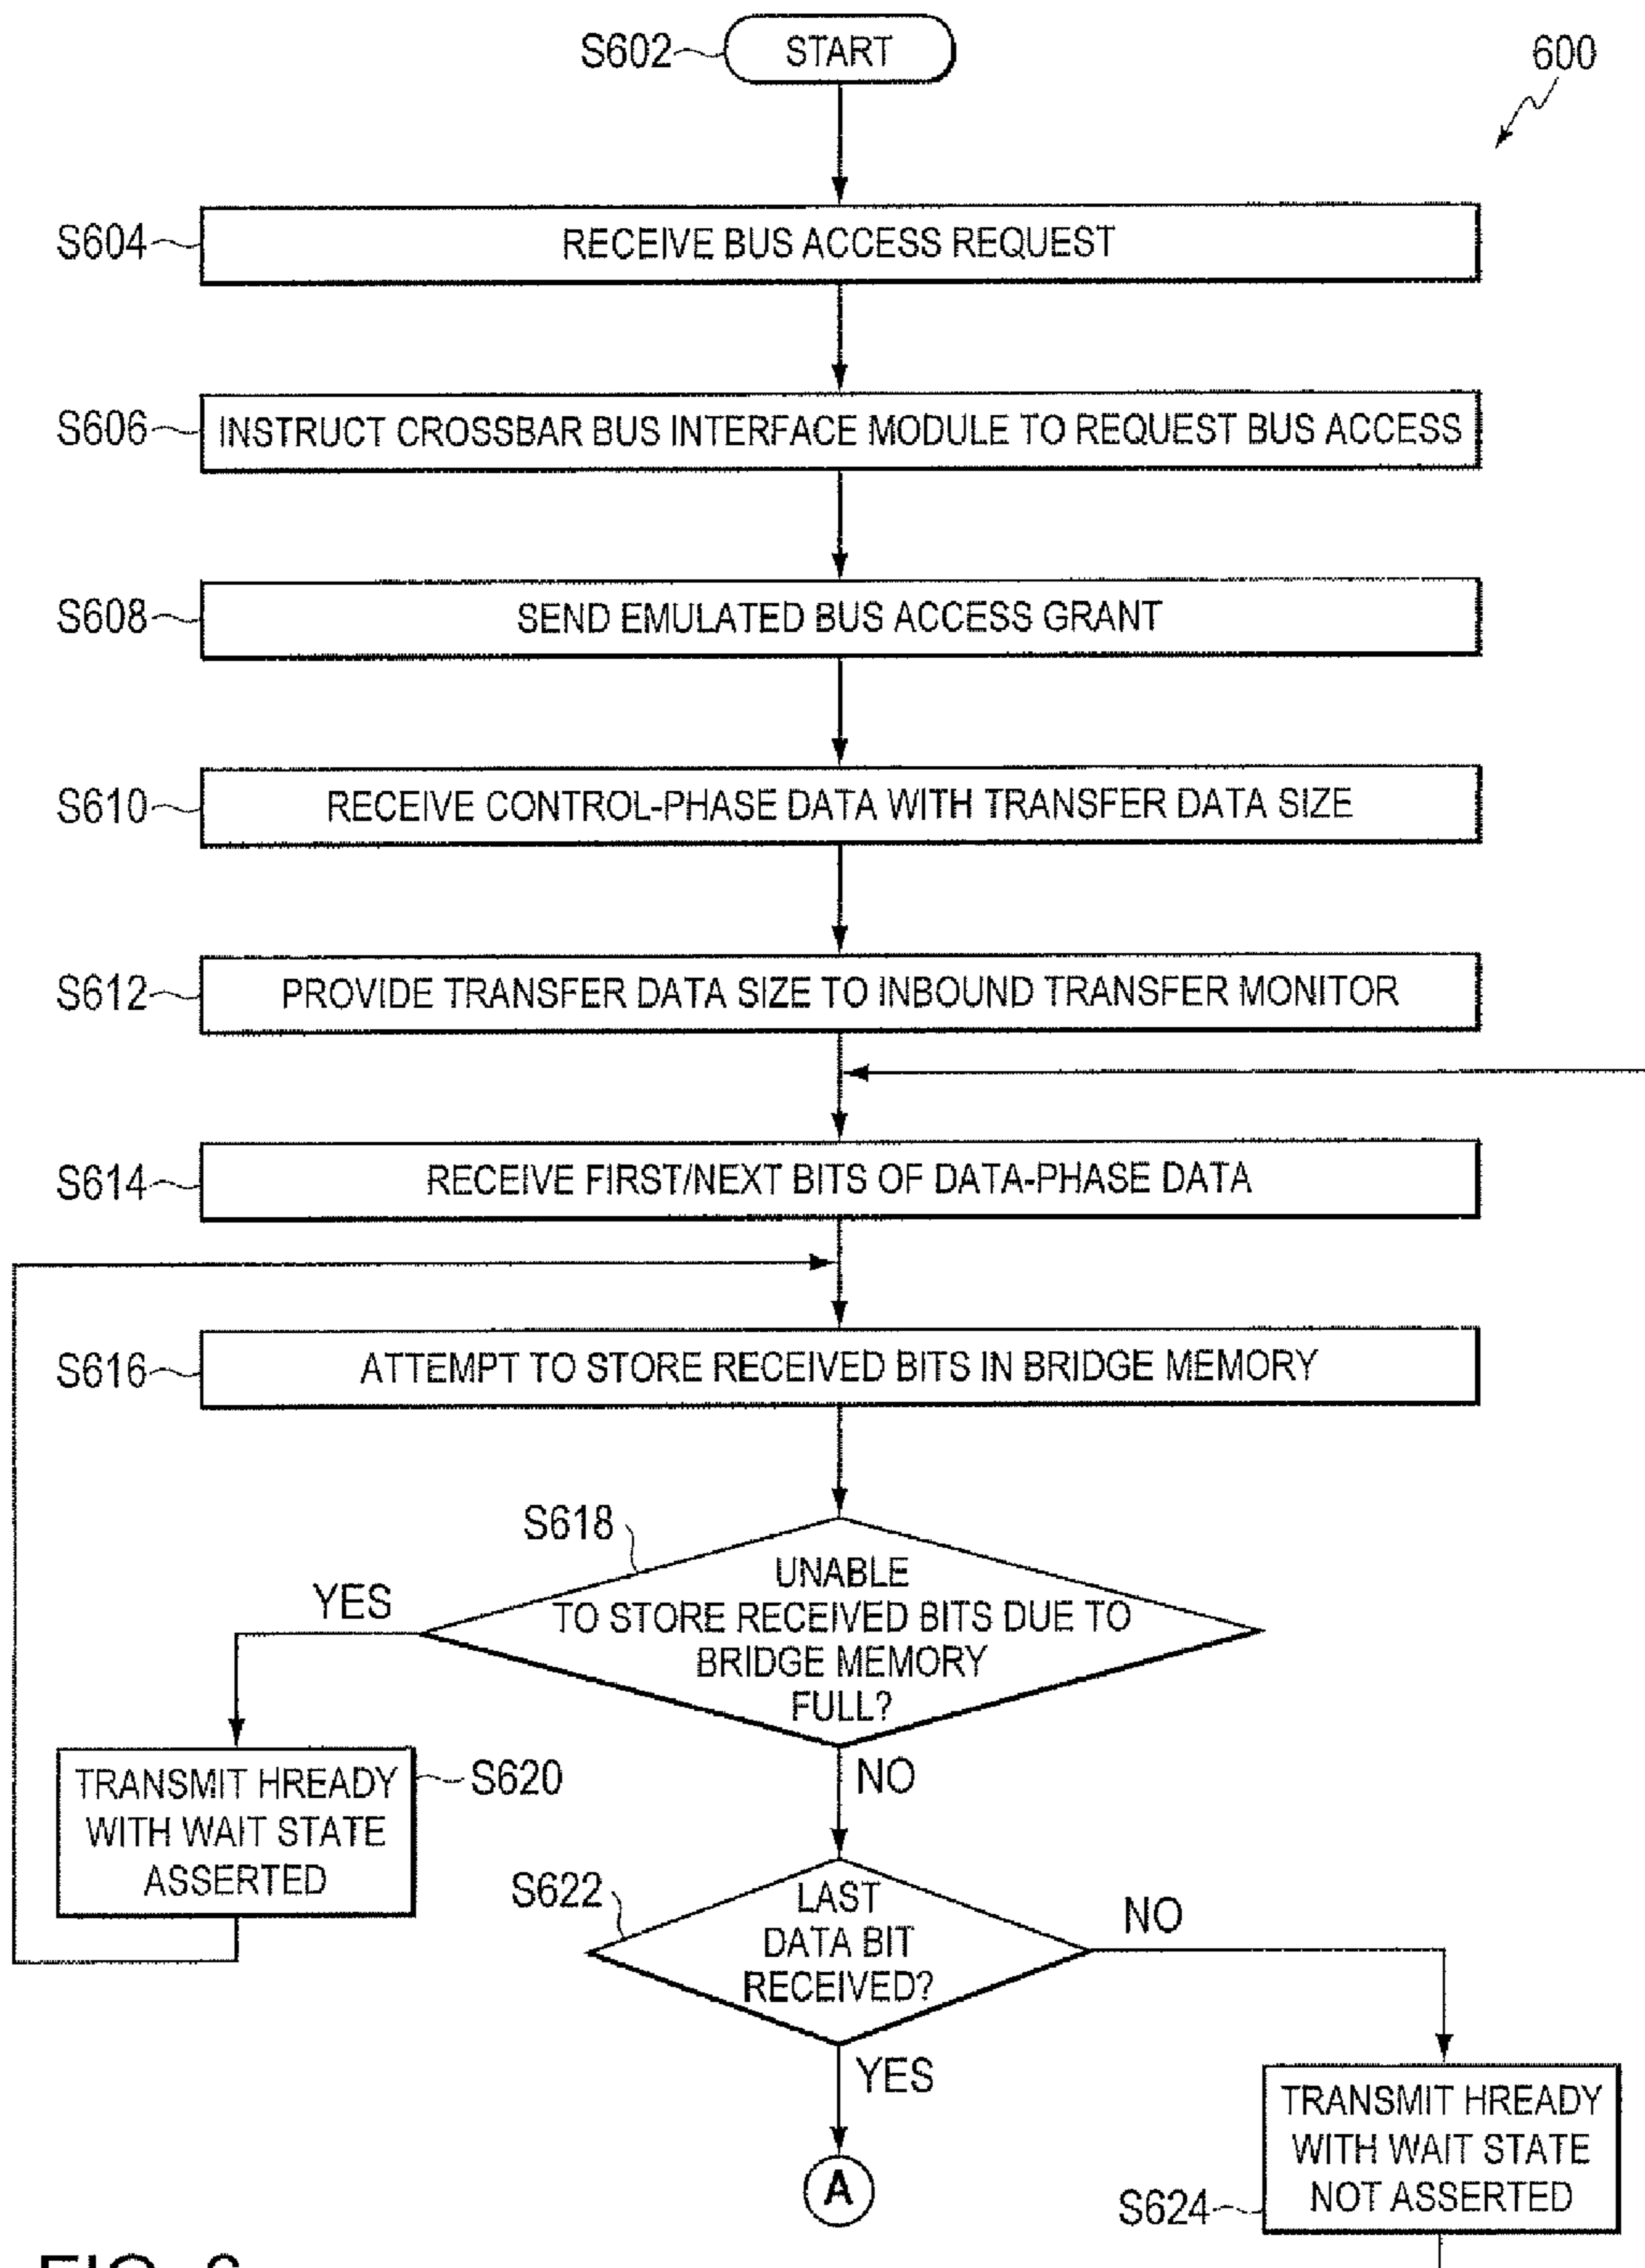 S602
START
600
S604
RECEIVE BUS ACCESS REQUEST
S606
INSTRUCT CROSSBAR BUS INTERFACE MODULE TO REQUEST BUS ACCESS
S608
SEND EMULATED BUS ACCESS GRANT
S610
RECEIVE CONTROL-PHASE DATA WITH TRANSFER DATA SIZE
S612
PROVIDE TRANSFER DATA SIZE TO INBOUND TRANSFER MONITOR
S614
RECEIVE FIRST/NEXT BITS OF DATA-PHASE DATA
S616
ATTEMPT TO STORE RECEIVED BITS IN BRIDGE MEMORY
S618
UNABLE
TO STORE RECEIVED BITS DUE TO
BRIDGE MEMORY
FULL?
YES
NO
TRANSMIT HREADY
WITH WAIT STATE
ASSERTED
S620
S622
LAST
DATA BIT
RECEIVED?
NO
YES
A
TRANSMIT HREADY
WITH WAIT STATE
NOT ASSERTED
S624